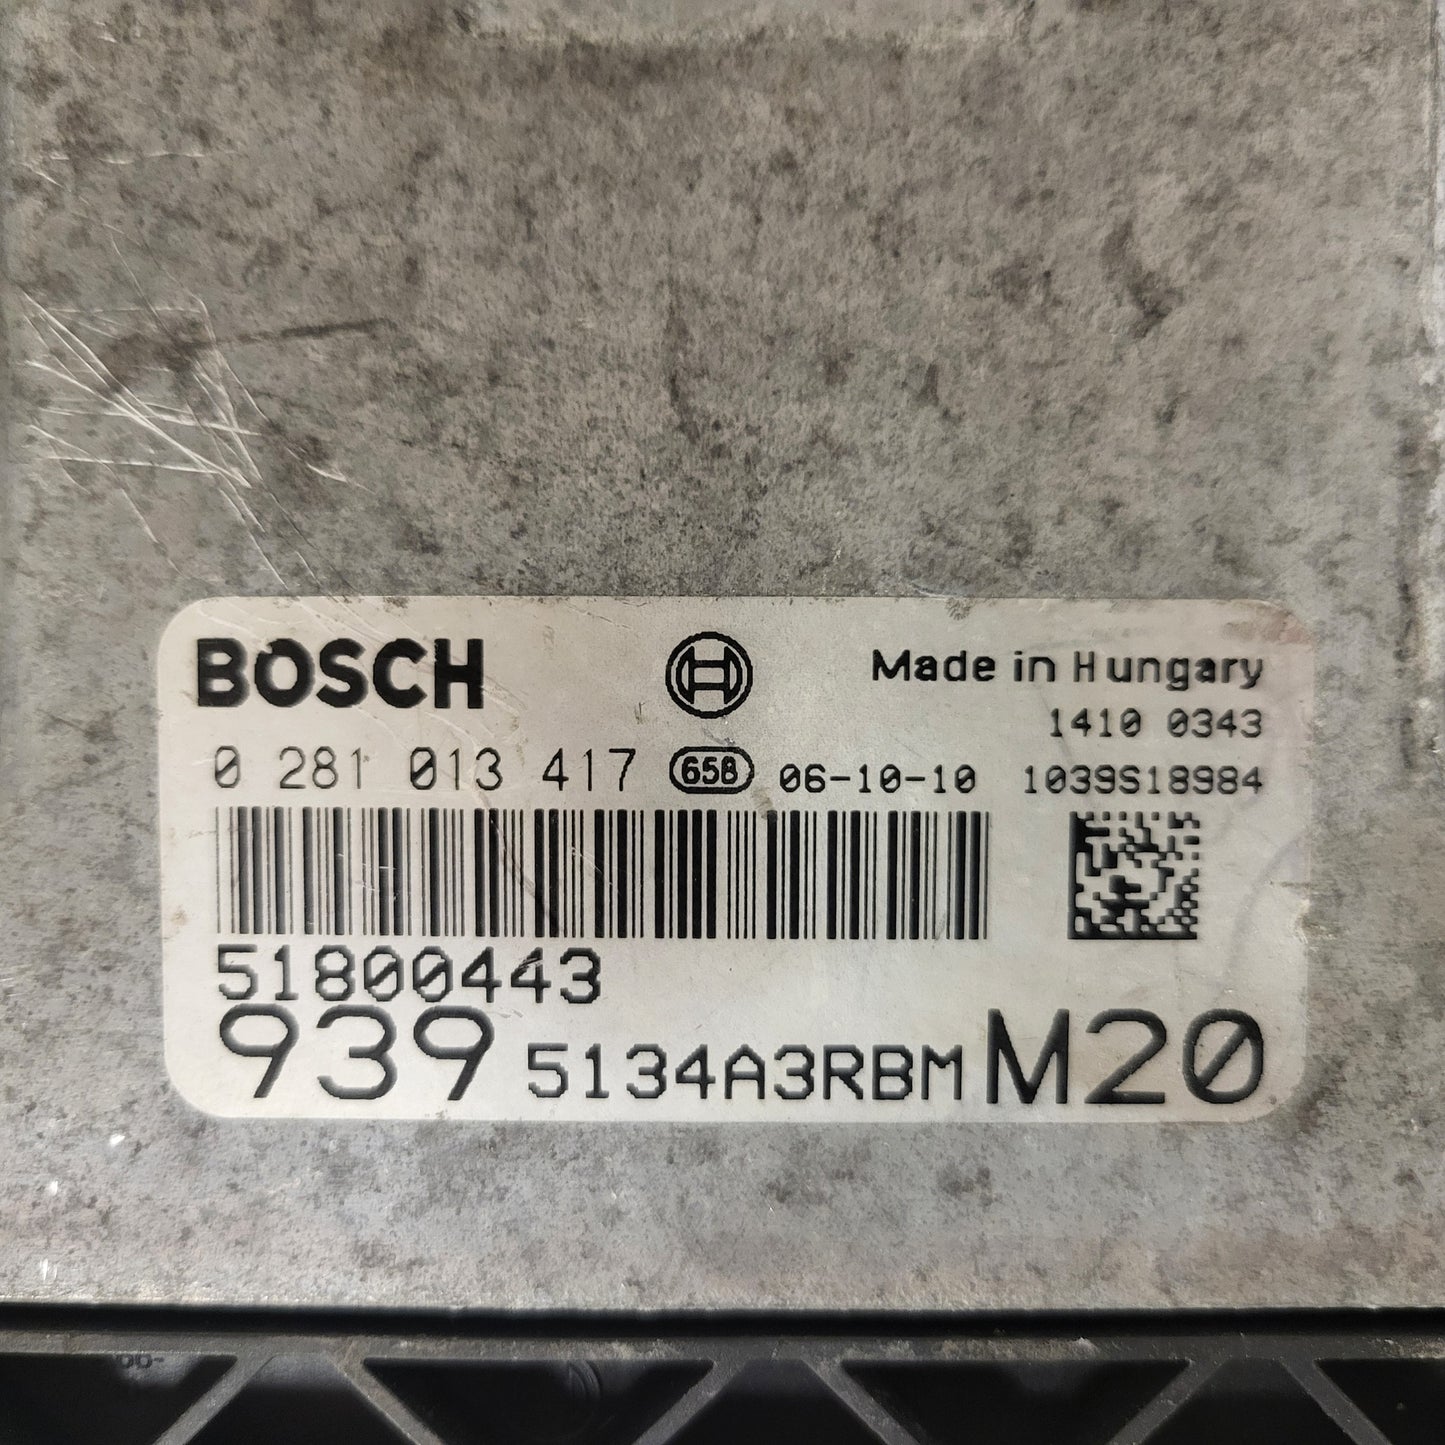 BOSCH
Made in Hungary
1410 0343
0 281 013 417 658 06-10-10 1039S18984
51800443
939 5134A3RBM M20